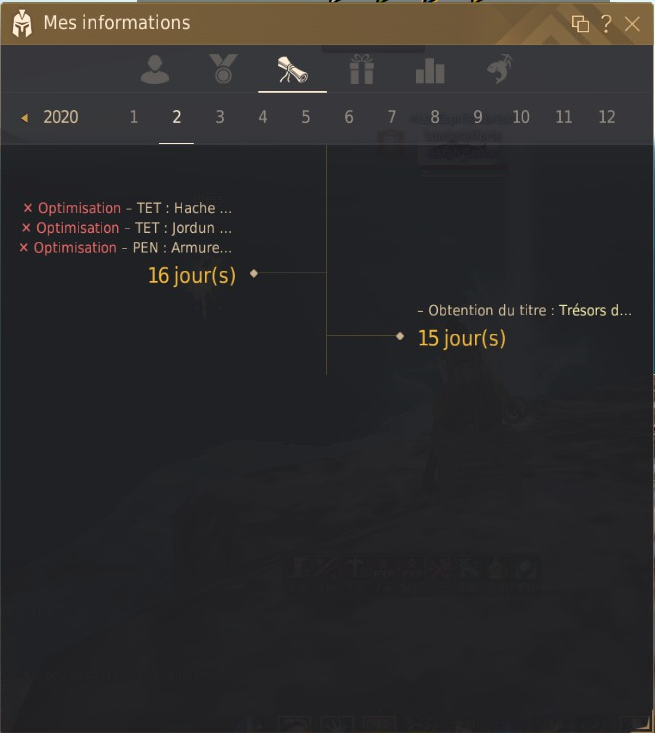 Mes informations
?
2020 1 2 3 4 5 6 7 8 9 10 11 12
× Optimisation – TET : Hache ...
× Optimisation – TET : Jordun ...
× Optimisation – PEN : Armure...
16 jour(s)
– Obtention du titre : Trésors d...
15 jour(s)